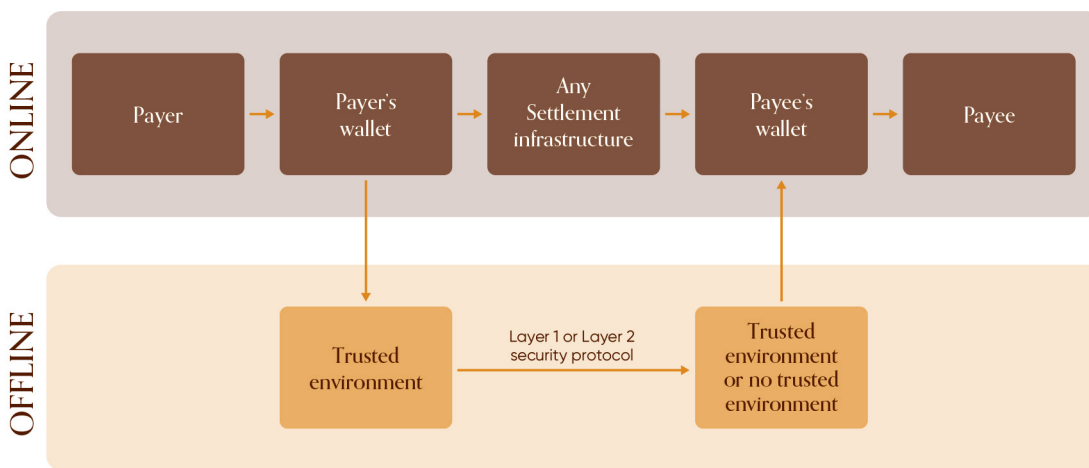 ONLINE
Payer
Payer's
wallet
Any
Settlement
infrastructure
Payee's
wallet
Payee
OFFLINE
Trusted
environment
Layer 1 or Layer 2
security protocol
Trusted
environment
or no trusted
environment